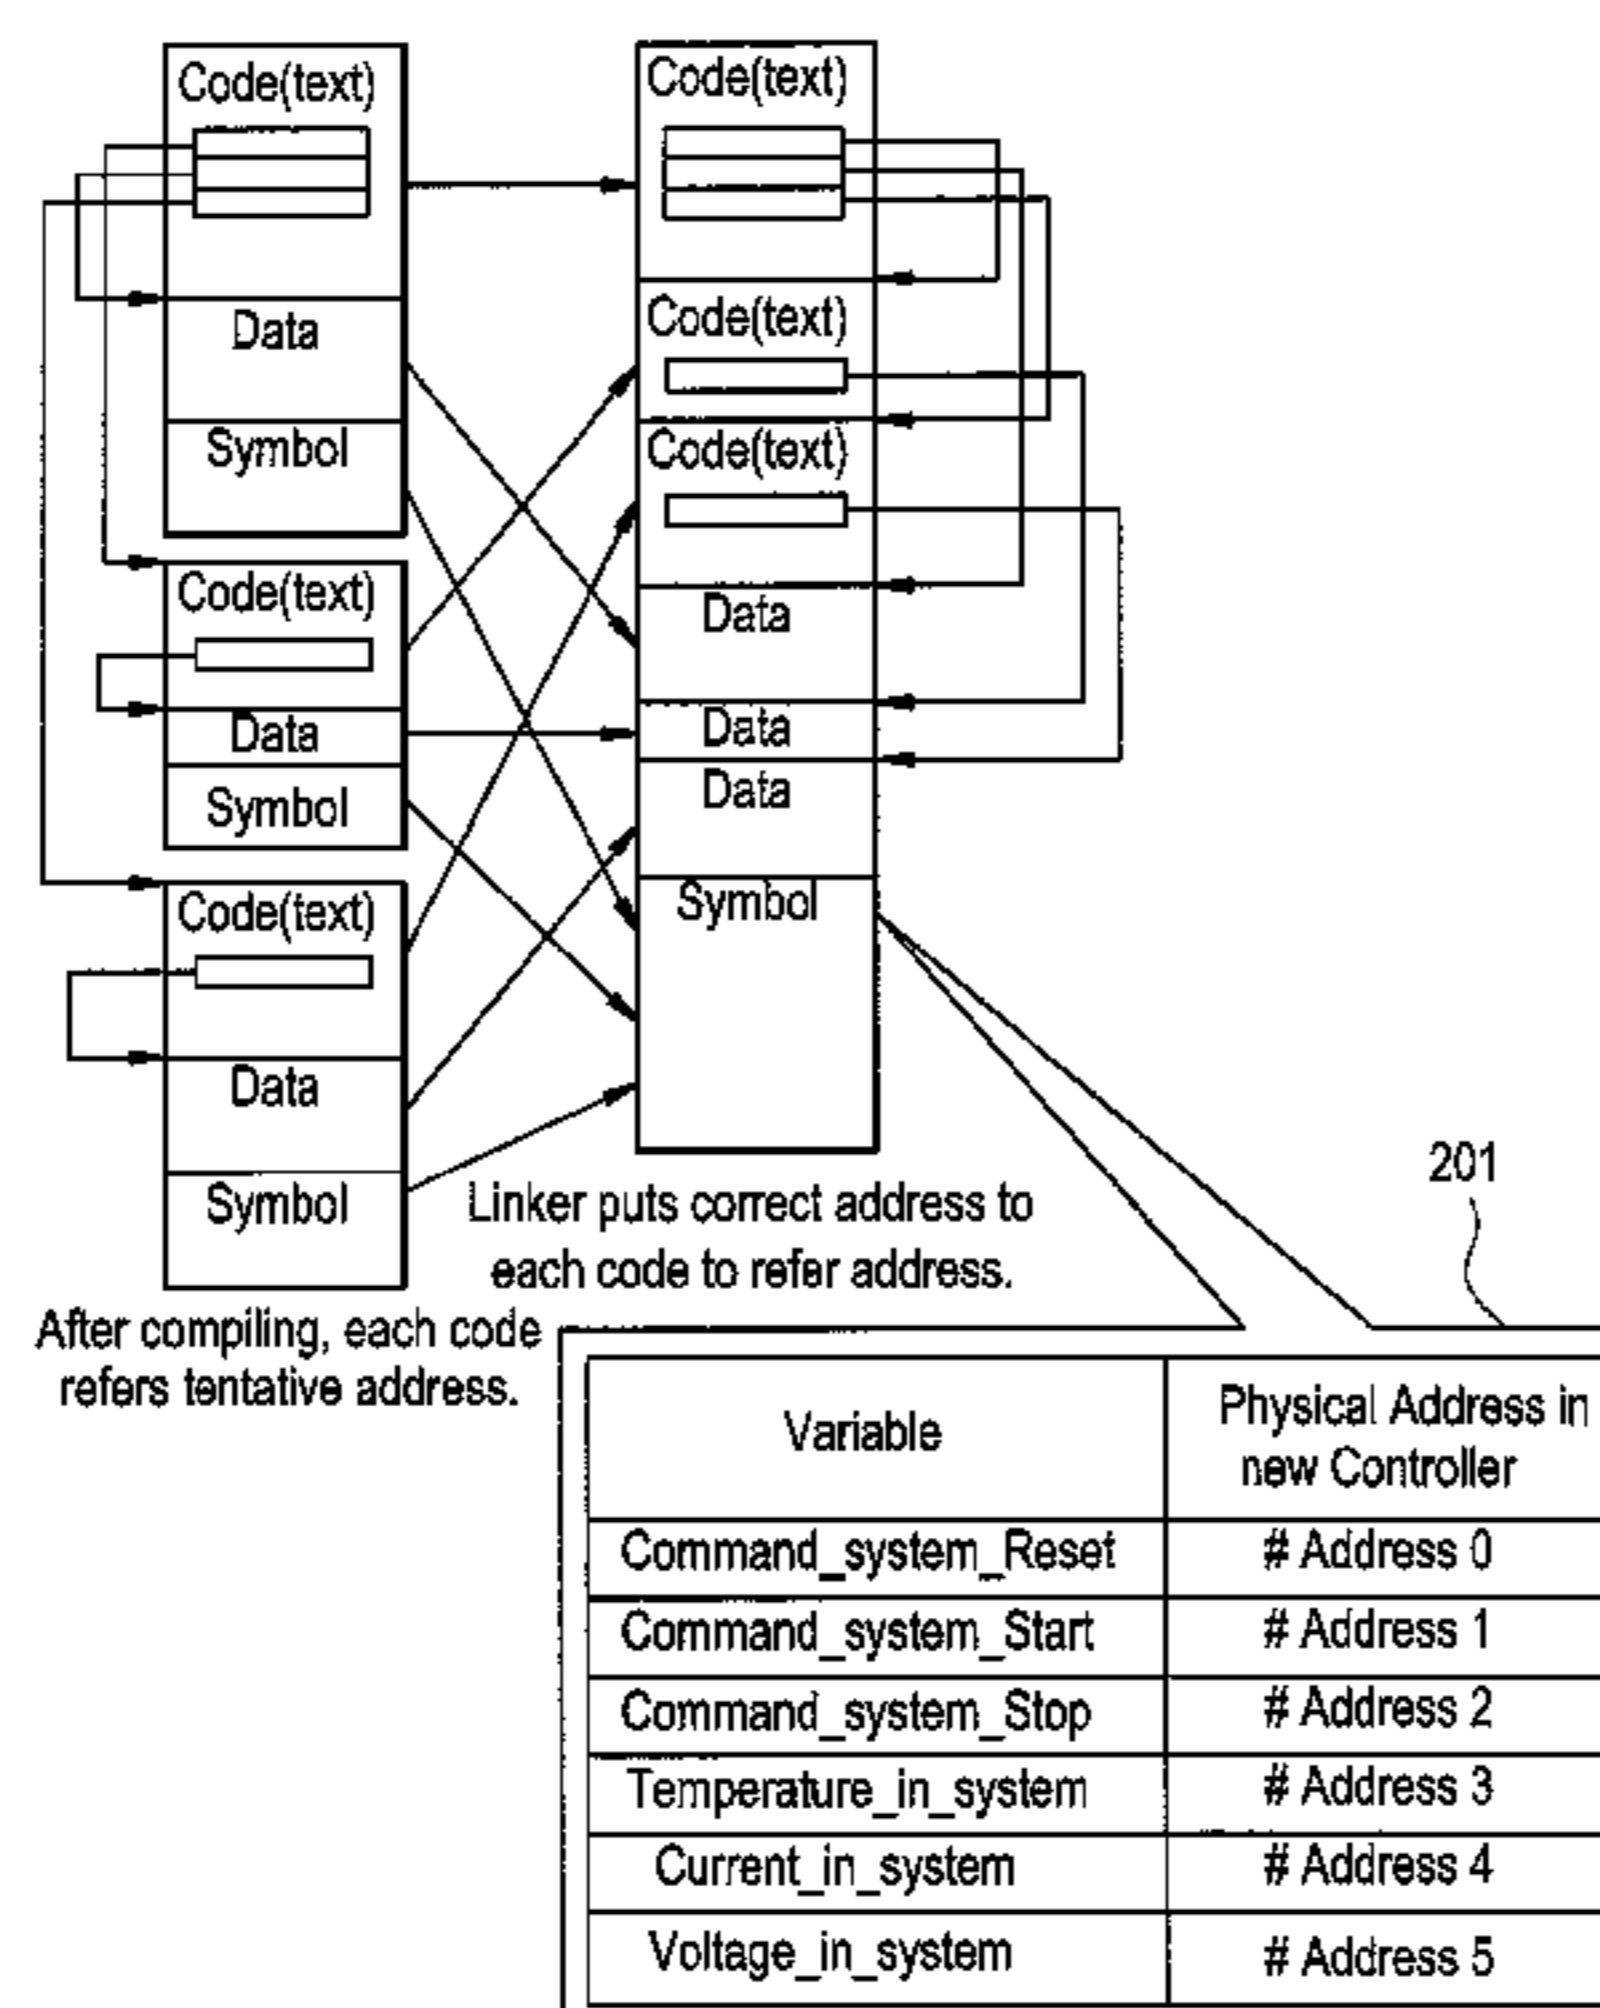 Code(text)
Data
Symbol
Code(text)
Data
Symbol
Code(text)
Data
Symbol
After compiling, each code
refers tentative address.
Code(text)
Code(text)
Code(text)
Data
Data
Data
Symbol
Linker puts correct address to
each code to refer address.
201
Variable
Physical Address in
new Controller
Command_system_Reset
# Address 0
Command_system_Start
# Address 1
Command_system_Stop
# Address 2
Temperature_in_system
# Address 3
Current_in_system
# Address 4
Voltage_in_system
# Address 5